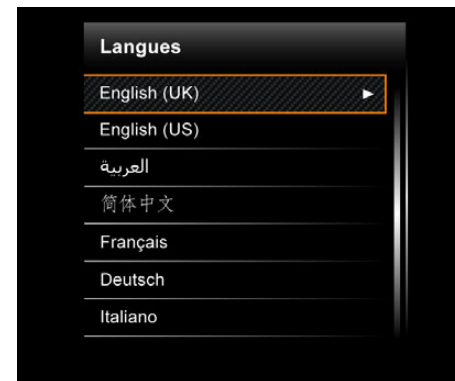 Langues
English (UK)
English (US)
العربية
简体中文
Français
Deutsch
Italiano